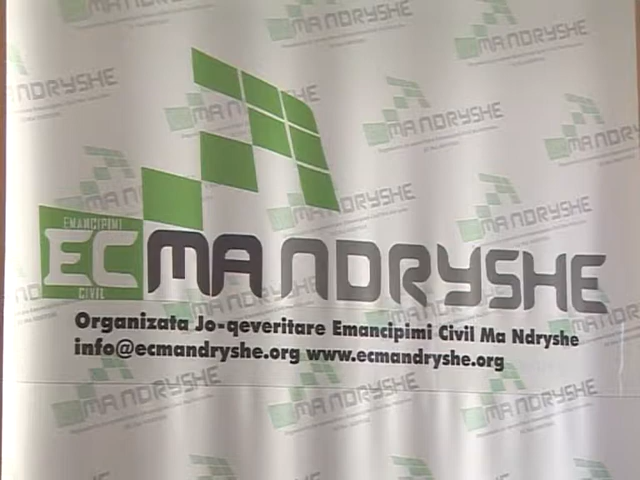 EMANCIPIMI
EC MA NDRYSHE
CIVIL
Organizata Jo-qeveritare Emancipimi Civil Ma Ndryshe
info@ecmandryshe.org www.ecmandryshe.org